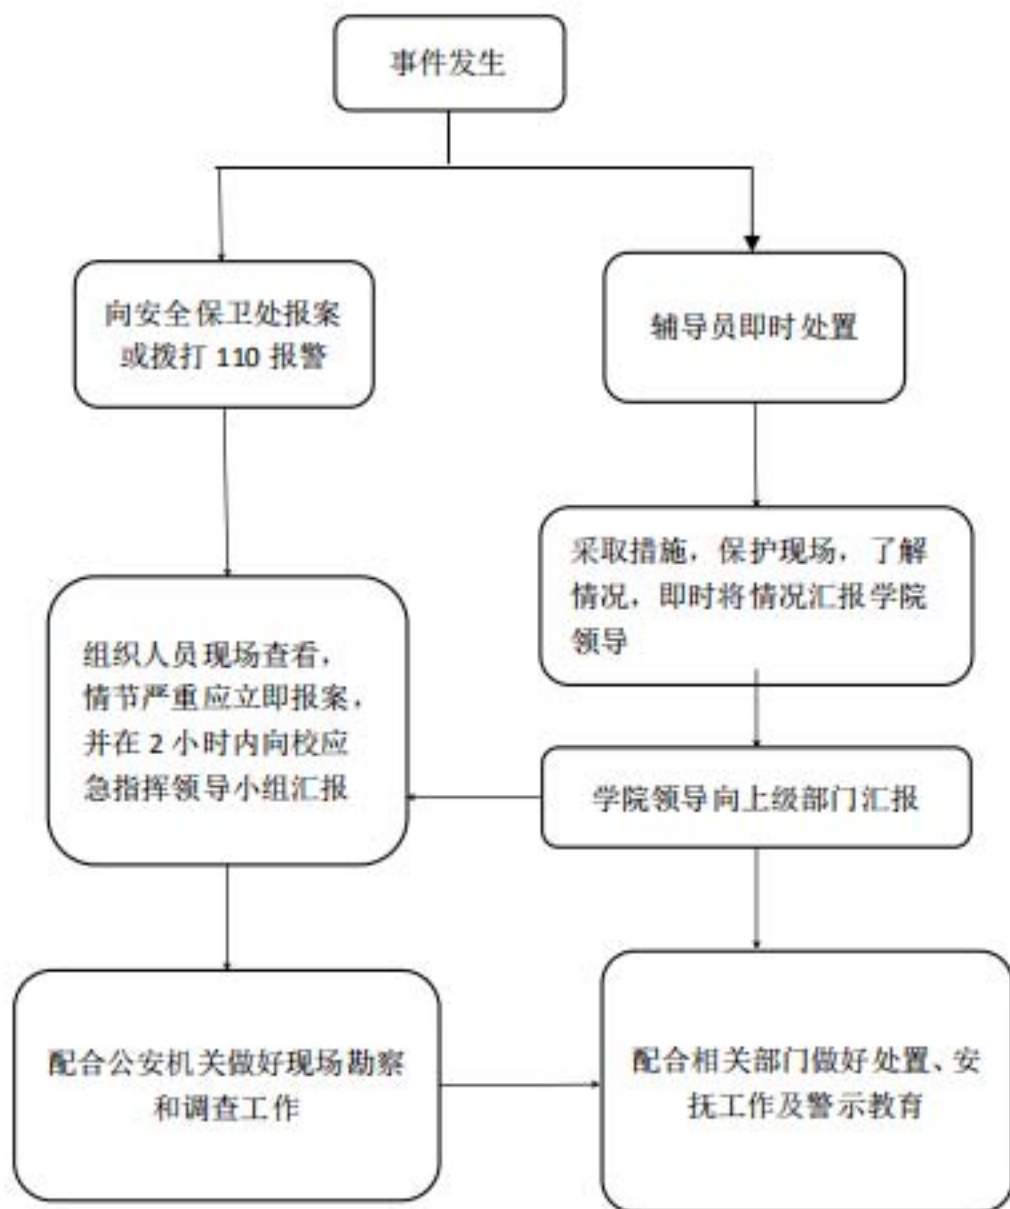 事件发生
向安全保卫处报案
或拨打 110 报警
辅导员即时处置
采取措施，保护现场，了解
情况，即时将情况汇报学院
领导
组织人员现场查看，
情节严重应立即报案，
并在 2 小时内向校应
急指挥领导小组汇报
学院领导向上级部门汇报
配合公安机关做好现场勘察
和调查工作
配合相关部门做好处置、安
抚工作及警示教育